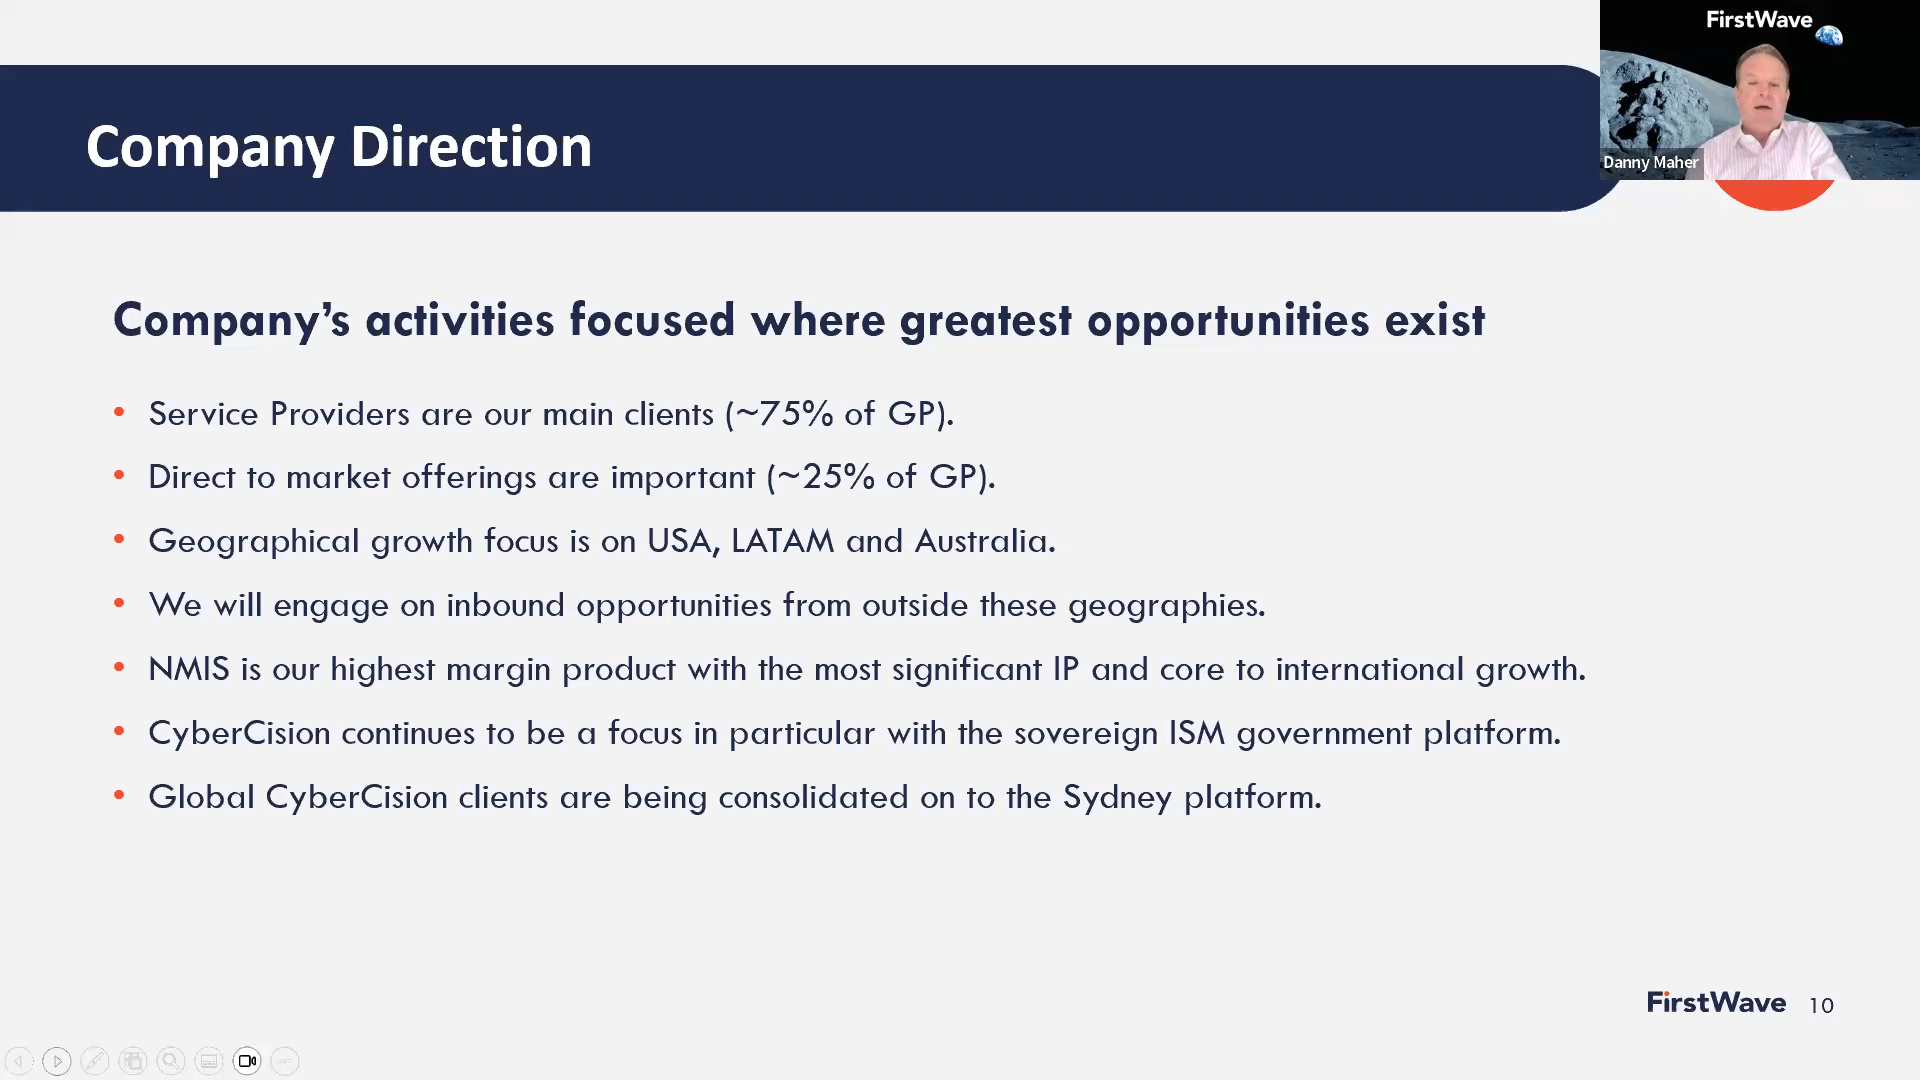 FirstWave
Danny Maher
Company Direction
Company’s activities focused where greatest opportunities exist
• Service Providers are our main clients (~75% of GP).
• Direct to market offerings are important (~25% of GP).
• Geographical growth focus is on USA, LATAM and Australia.
• We will engage on inbound opportunities from outside these geographies.
• NMIS is our highest margin product with the most significant IP and core to international growth.
• CyberCision continues to be a focus in particular with the sovereign ISM government platform.
• Global CyberCision clients are being consolidated on to the Sydney platform.
FirstWave 10